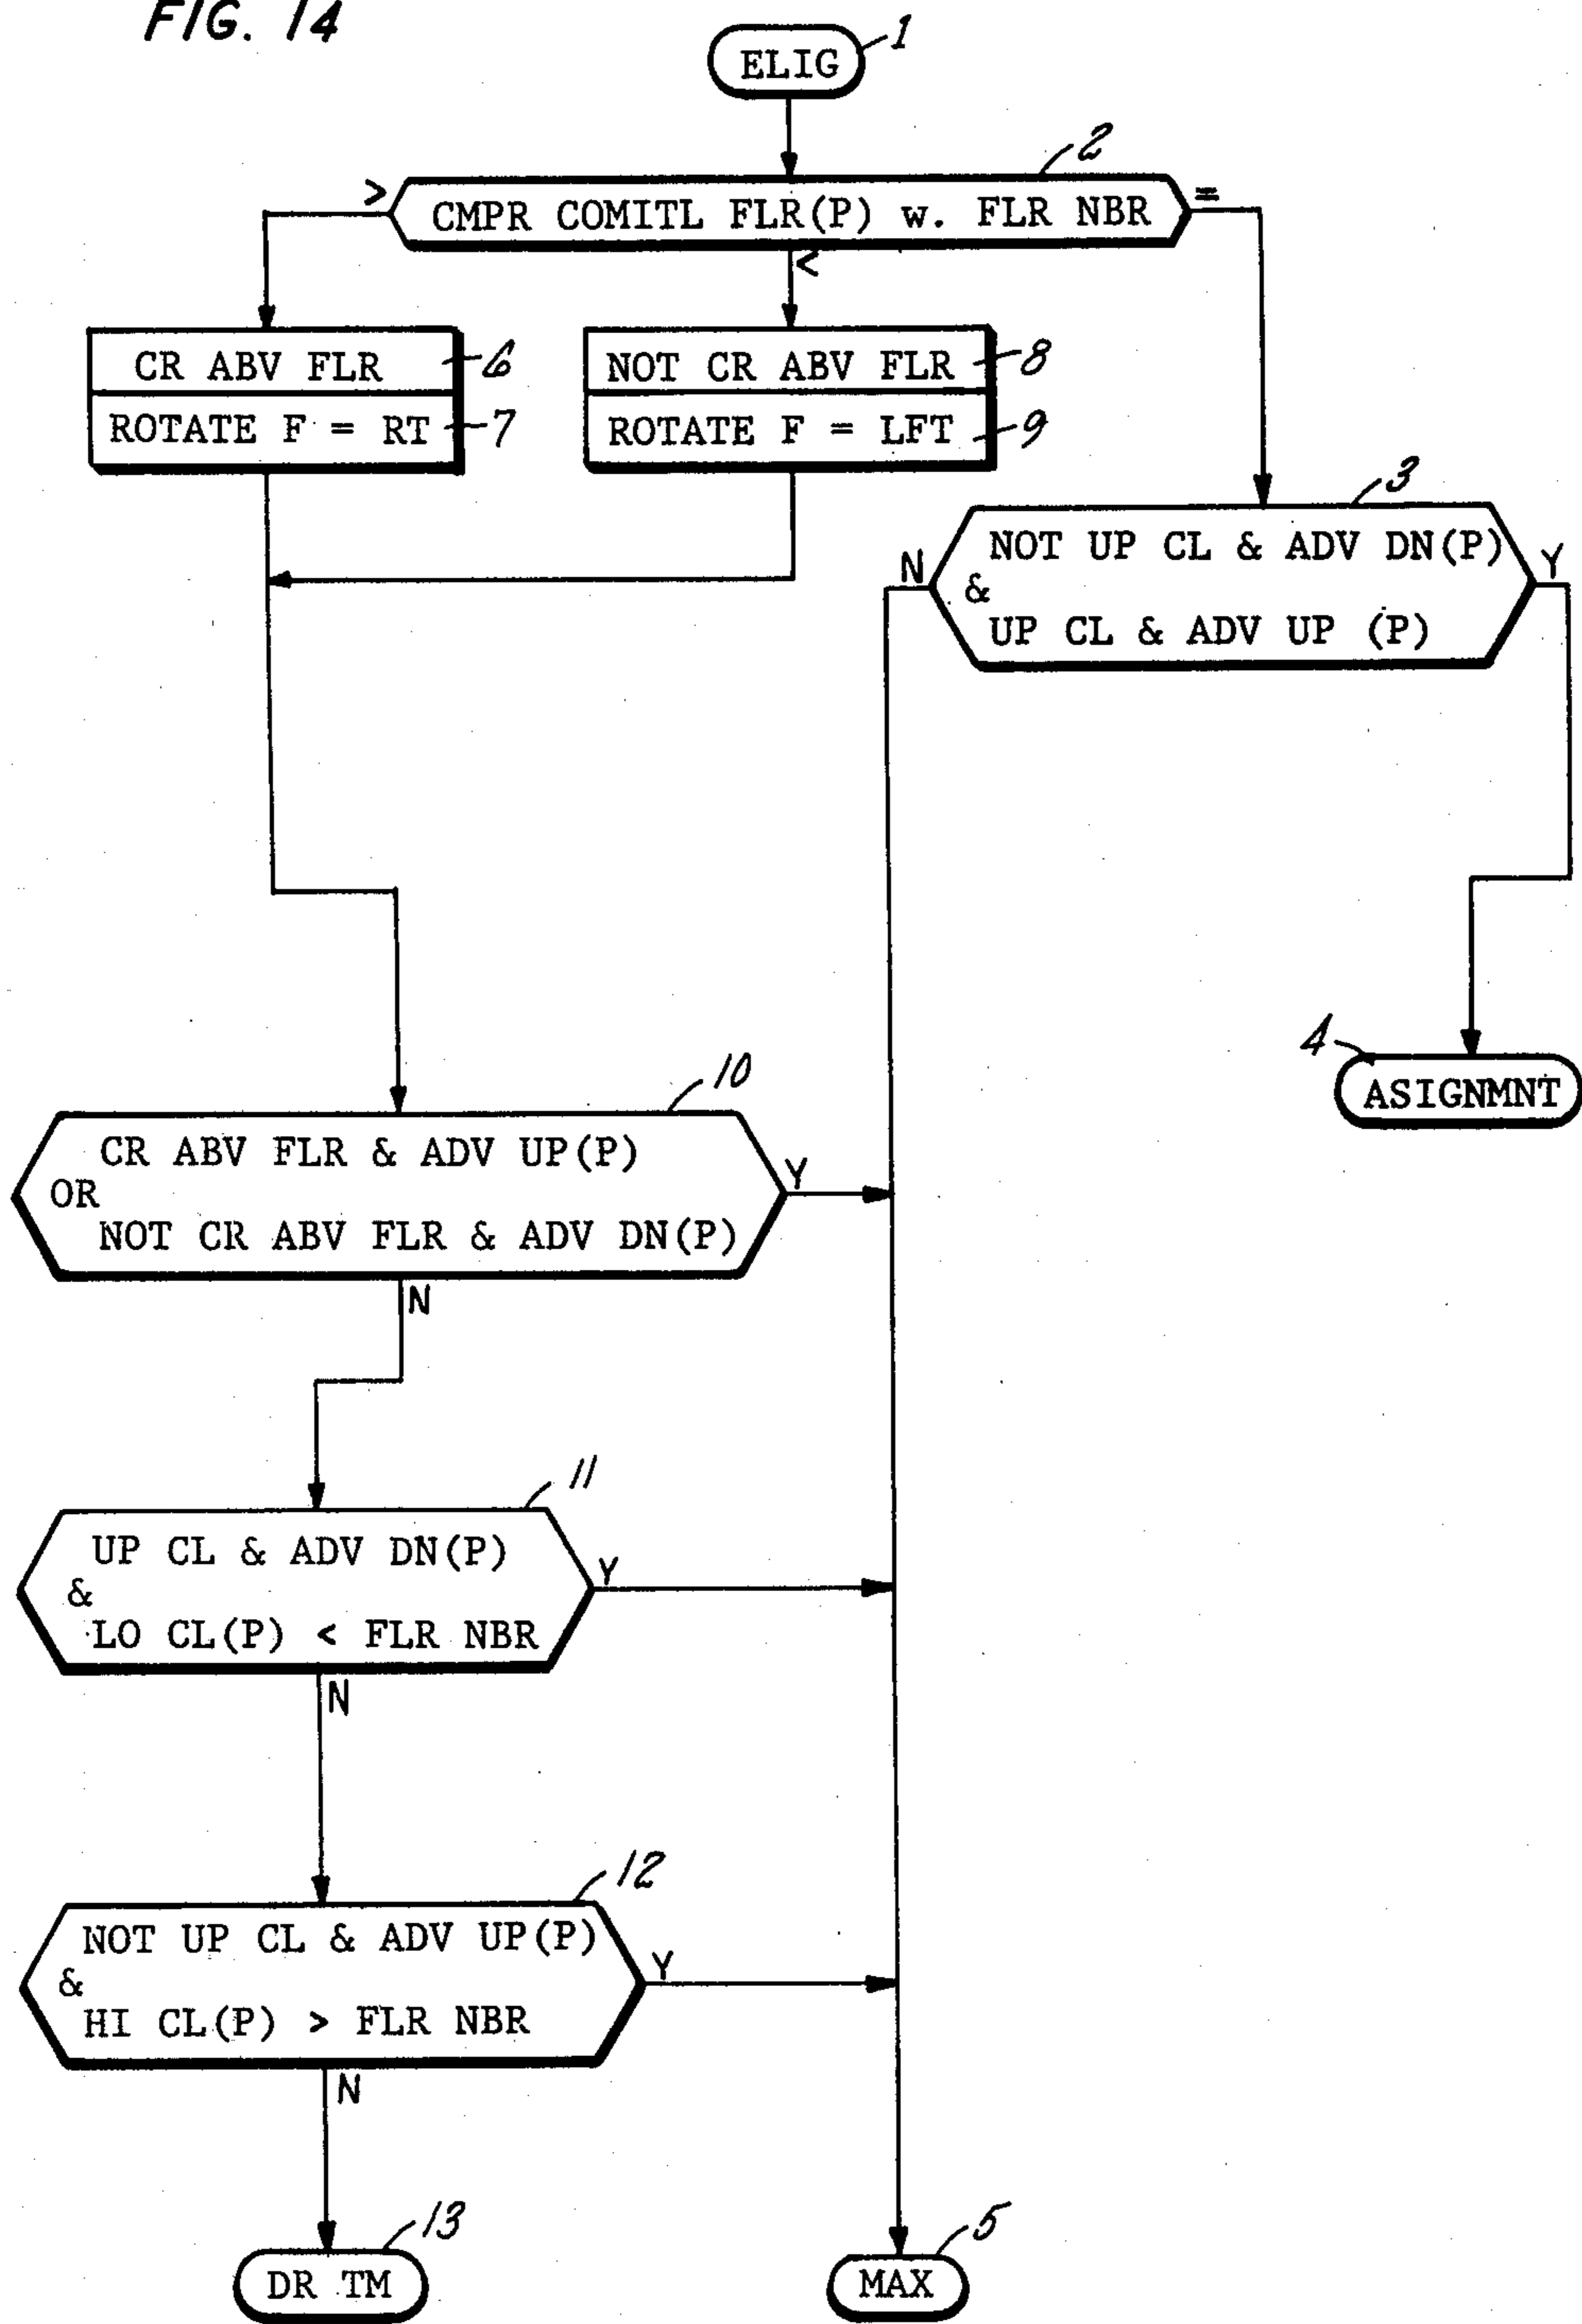 FIG. 14
ELIG
1
2
>
CMPR COMITL FLR(P) w. FLR NBR
=
<
CR ABV FLR
6
NOT CR ABV FLR
8
ROTATE F = RT
7
ROTATE F = LFT
9
3
N
NOT UP CL & ADV DN(P)
&
UP CL & ADV UP (P)
Y
4
ASIGNMNT
10
CR ABV FLR & ADV UP(P)
OR
NOT CR ABV FLR & ADV DN(P)
Y
N
11
UP CL & ADV DN(P)
&
LO CL(P) < FLR NBR
Y
N
12
NOT UP CL & ADV UP(P)
&
HI CL(P) > FLR NBR
Y
N
13
DR TM
5
MAX